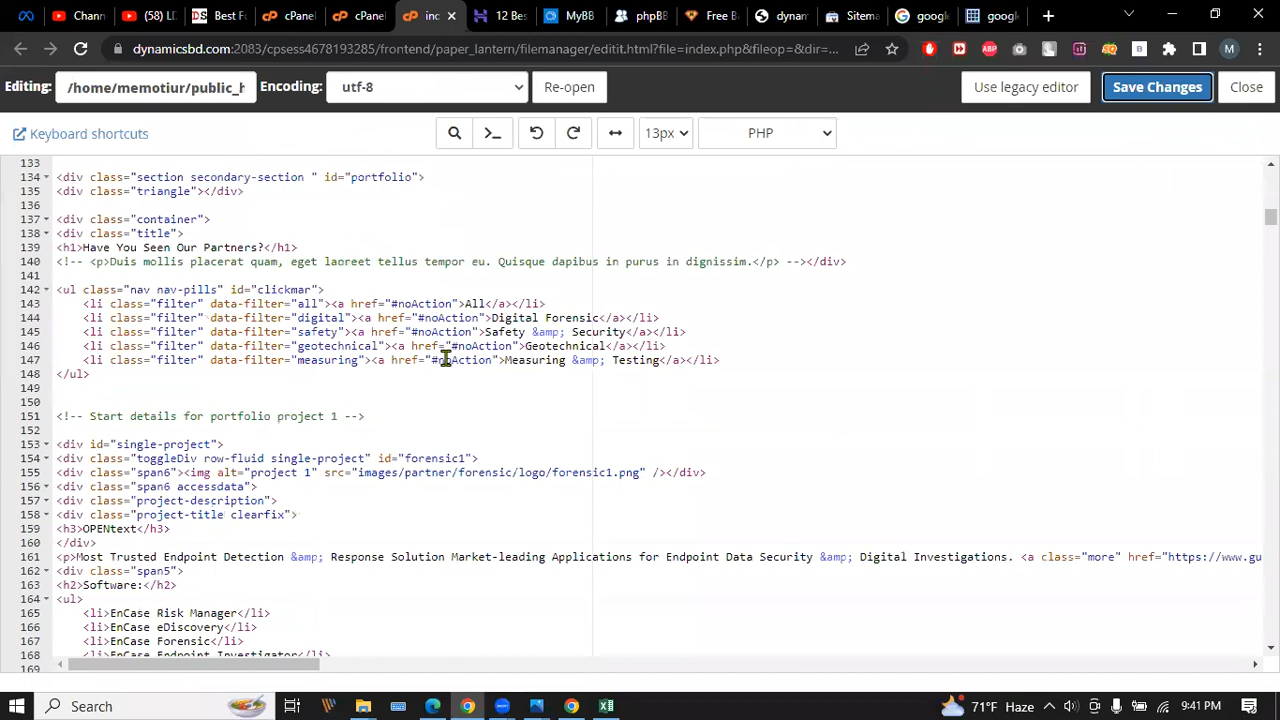 (58) LD
Best F
cPanel
cPanel
inc
12 Bes
MyBB
phpBB
Free B
dynam
Sitem
google
google
dynamicsbd.com:2083/cpsess4678193285/frontend/paper_lantern/filemanager/editit.html?file=index.php&fileop=&dir=...
M
Editing: /home/memotiur/public_h Encoding: utf-8 Re-open Use legacy editor Save Changes Close
Keyboard shortcuts 13px PHP
133
134 <div class="section secondary-section " id="portfolio">
135 <div class="triangle"></div>
136
137 <div class="container">
138 <div class="title">
139 <h1>Have You Seen Our Partners?</h1>
140 <!-- <p>Duis mollis placerat quam, eget laoreet tellus tempor eu. Quisque dapibus in purus in dignissim.</p> --></div>
141
142 <ul class="nav nav-pills" id="clickmar">
143 <li class="filter" data-filter="all"><a href="#noAction">All</a></li>
144 <li class="filter" data-filter="digital"><a href="#noAction">Digital Forensic</a></li>
145 <li class="filter" data-filter="safety"><a href="#noAction">Safety &amp; Security</a></li>
146 <li class="filter" data-filter="geotechnical"><a href="#noAction">Geotechnical</a></li>
147 <li class="filter" data-filter="measuring"><a href="#noAction">Measuring &amp; Testing</a></li>
148 </ul>
149
150
151 <!-- Start details for portfolio project 1 -->
152
153 <div id="single-project">
154 <div class="toggleDiv row-fluid single-project" id="forensic1">
155 <div class="span6"><img alt="project 1" src="images/partner/forensic/logo/forensic1.png" /></div>
156 <div class="span6 accessdata">
157 <div class="project-description">
158 <div class="project-title clearfix">
159 <h3>OPENtext</h3>
160 </div>
161 <p>Most Trusted Endpoint Detection &amp; Response Solution Market-leading Applications for Endpoint Data Security &amp; Digital Investigations. <a class="more" href="https://www.gu
162 <div class="span5">
163 <h2>Software:</h2>
164 <ul>
165 <li>EnCase Risk Manager</li>
166 <li>EnCase eDiscovery</li>
167 <li>EnCase Forensic</li>
168 <li>EnCase Endpoint Investigator</li>
169
Search 71°F Haze 9:41 PM